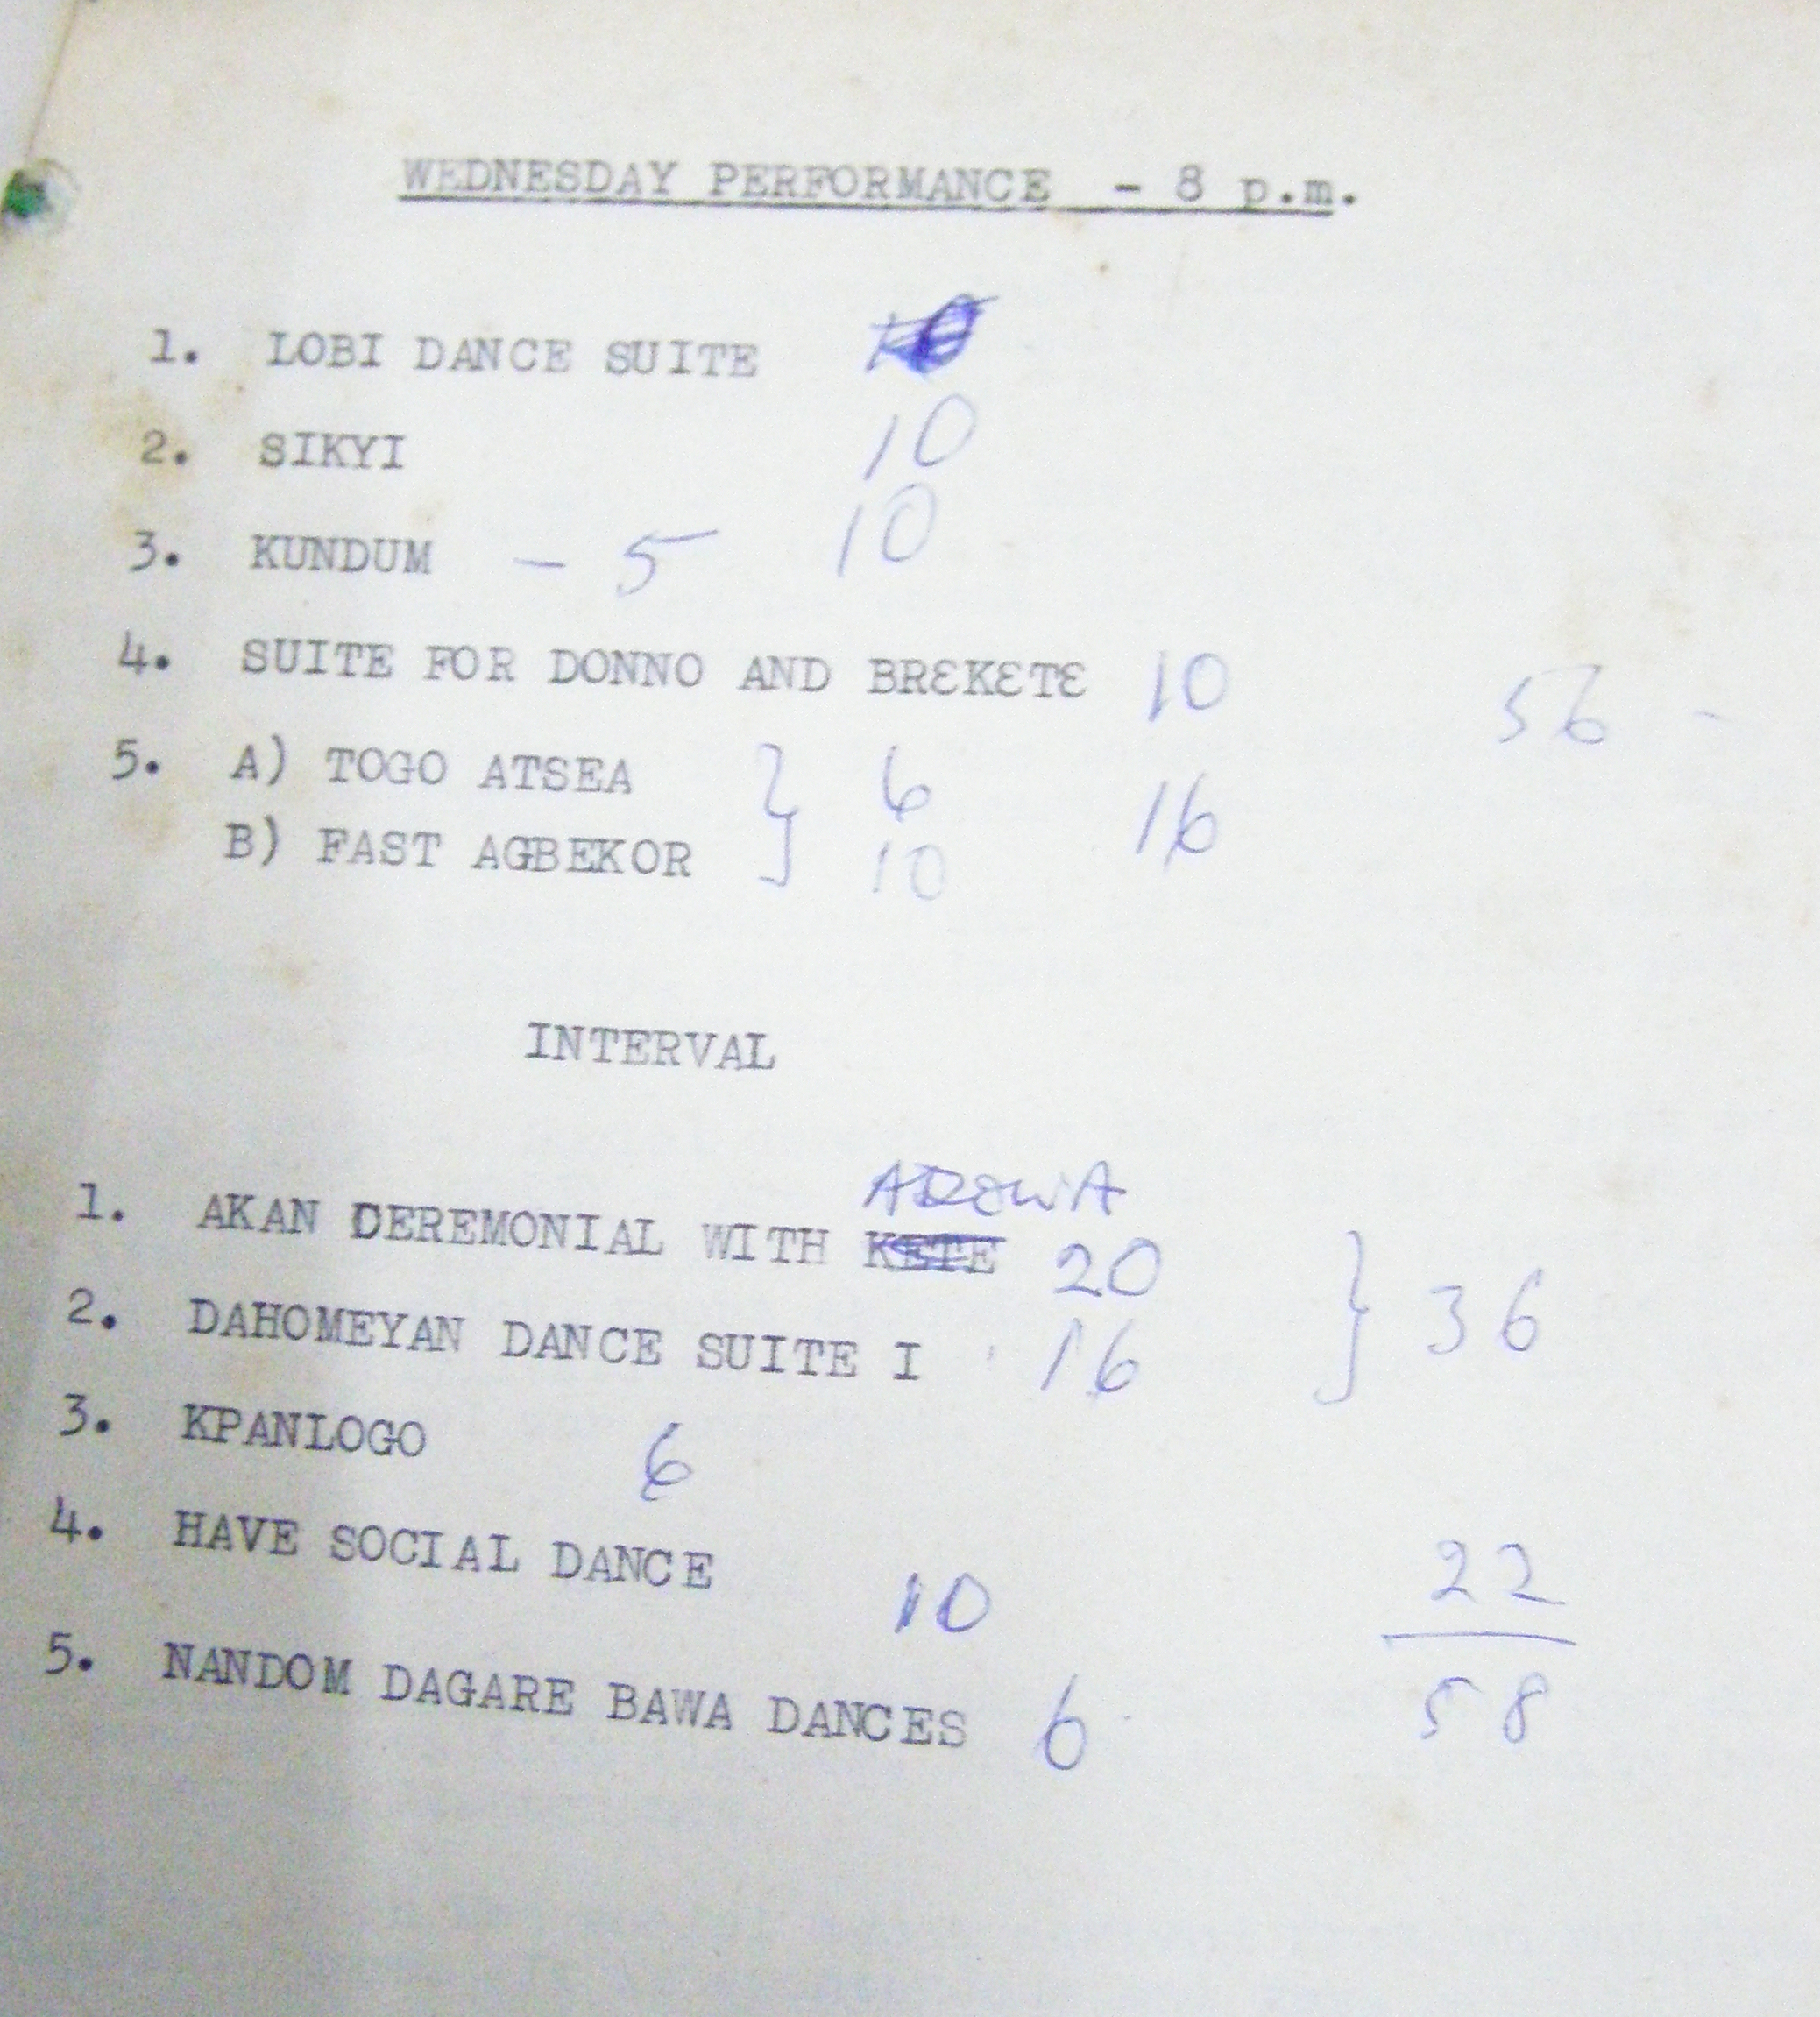 WEDNESDAY PERFORMANCE - 8 p.m.
1. LOBI DANCE SUITE
2. SIKYI 10
3. KUNDUM - 5 10
4. SUITE FOR DONNO AND BRƐKƐTƐ 10 56 -
5. A) TOGO ATSEA } 6 16
B) FAST AGBEKOR 10
INTERVAL
ADOWA
1. AKAN DEREMONIAL WITH KETE 20
2. DAHOMEYAN DANCE SUITE I 16 } 36
3. KPANLOGO 6
4. HAVE SOCIAL DANCE 10 22
5. NANDOM DAGARE BAWA DANCES 6 58